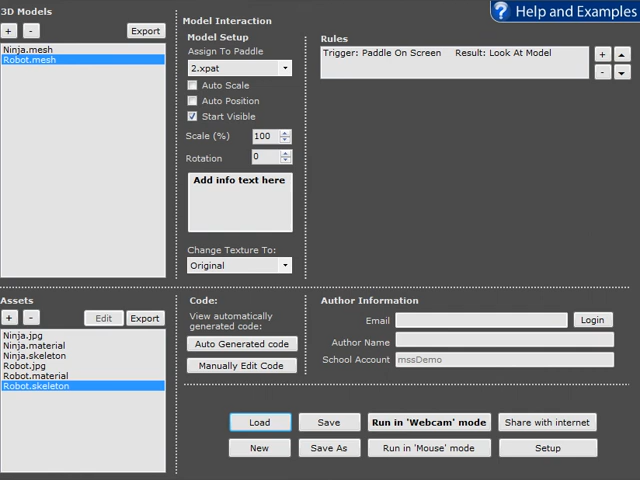 Help and Examples
3D Models
+ - Export
Ninja.mesh
Robot.mesh
Model Interaction
Model Setup
Assign To Paddle
2.xpat
Auto Scale
Auto Position
Start Visible
Scale (%) 100
Rotation 0
Add info text here
Change Texture To:
Original
Rules
Trigger: Paddle On Screen Result: Look At Model
+
-
Assets
+ - Edit Export
Ninja.jpg
Ninja.material
Ninja.skeleton
Robot.jpg
Robot.material
Robot.skeleton
Code:
View automatically
generated code:
Auto Generated code
Manually Edit Code
Author Information
Email Login
Author Name
School Account mssDemo
Load Save Run in 'Webcam' mode Share with internet
New Save As Run in 'Mouse' mode Setup